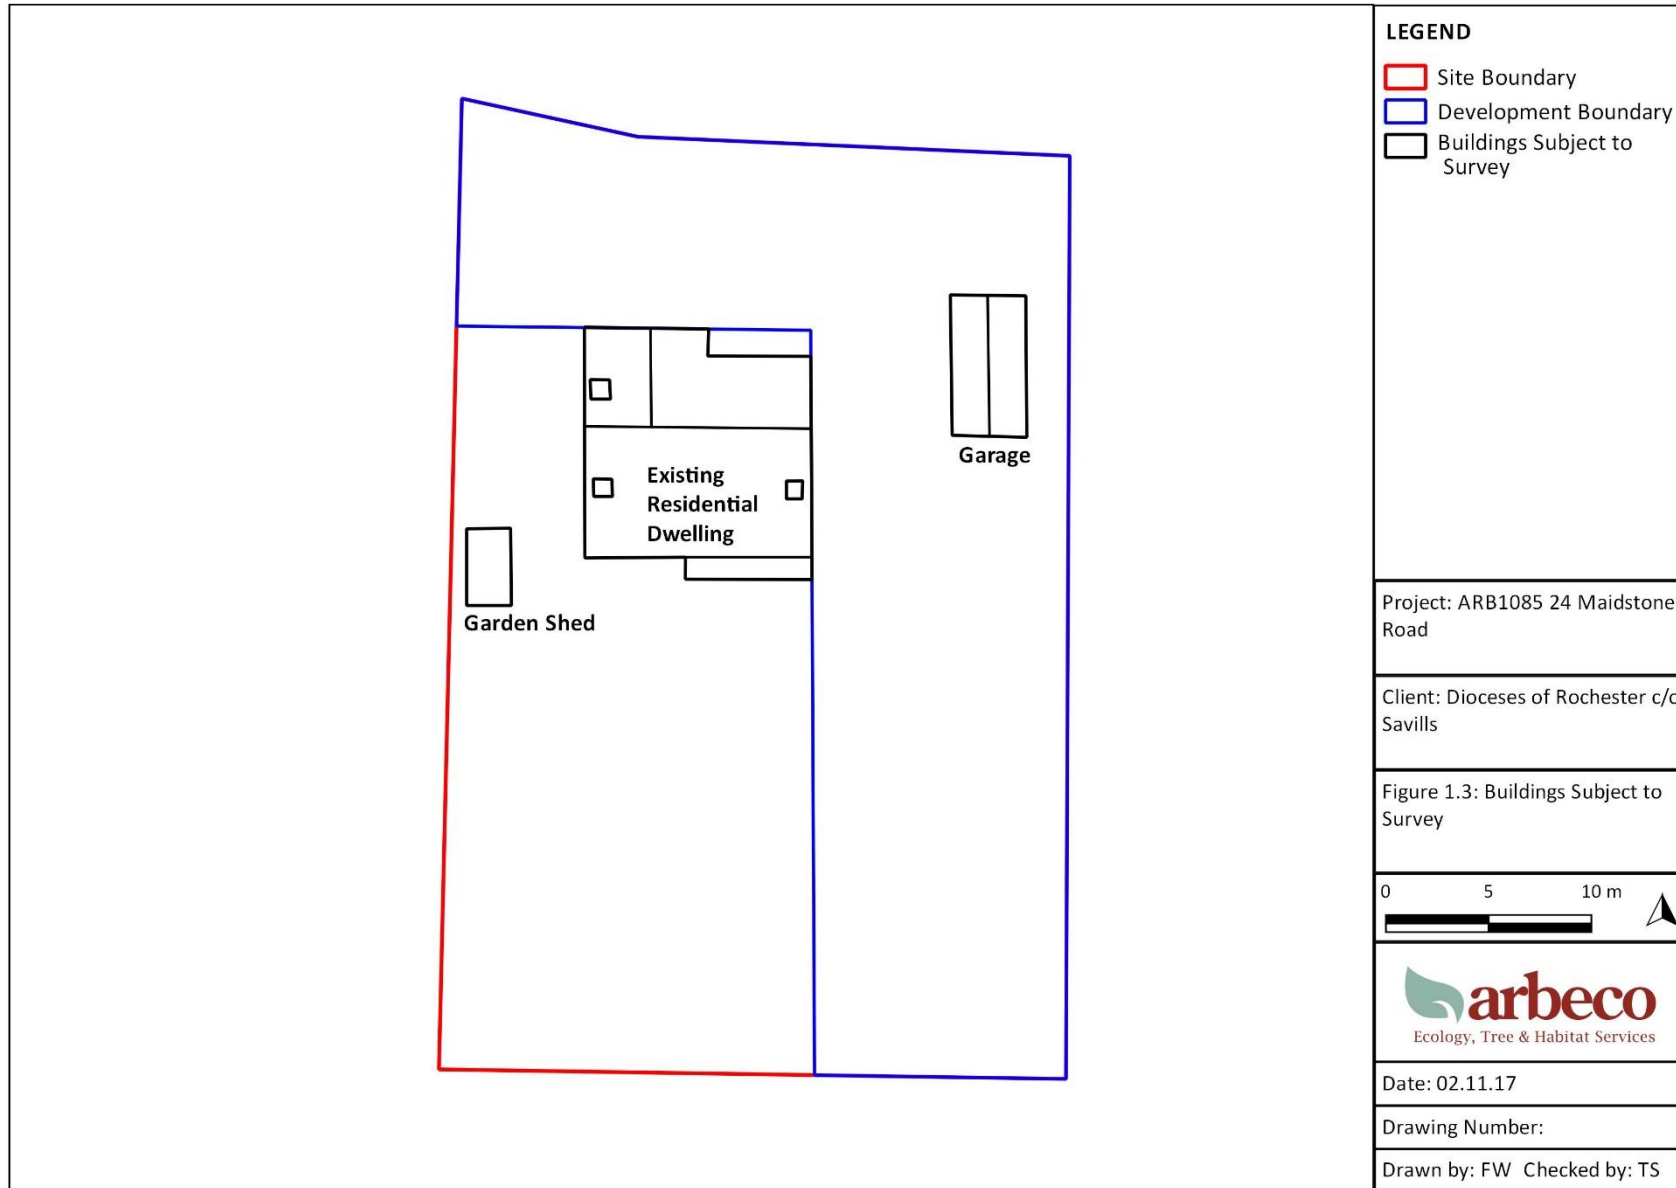 LEGEND
Site Boundary
Development Boundary
Buildings Subject to
Survey
Existing
Residential
Dwelling
Garage
Garden Shed
Project: ARB1085 24 Maidstone
Road
Client: Dioceses of Rochester c/o
Savills
Figure 1.3: Buildings Subject to
Survey
0 5 10 m
arbeco
Ecology, Tree & Habitat Services
Date: 02.11.17
Drawing Number:
Drawn by: FW Checked by: TS